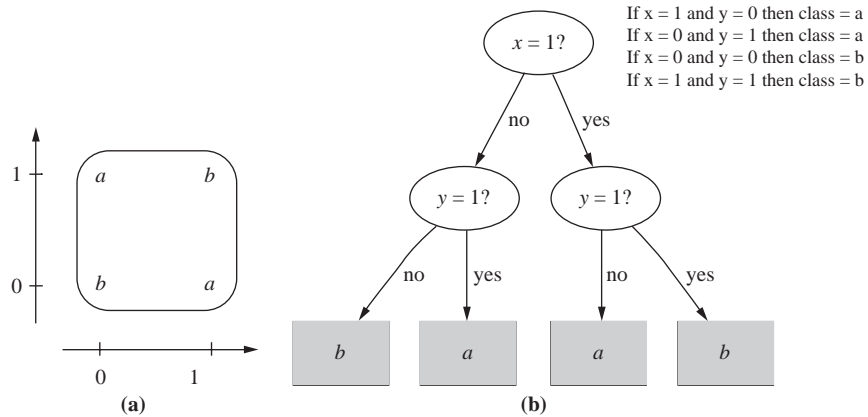 If x = 1 and y = 0 then class = a
If x = 0 and y = 1 then class = a
If x = 0 and y = 0 then class = b
If x = 1 and y = 1 then class = b
x = 1?
no yes
1
a b
y = 1? y = 1?
0
b a
no yes no yes
b a a b
0 1
(a) (b)